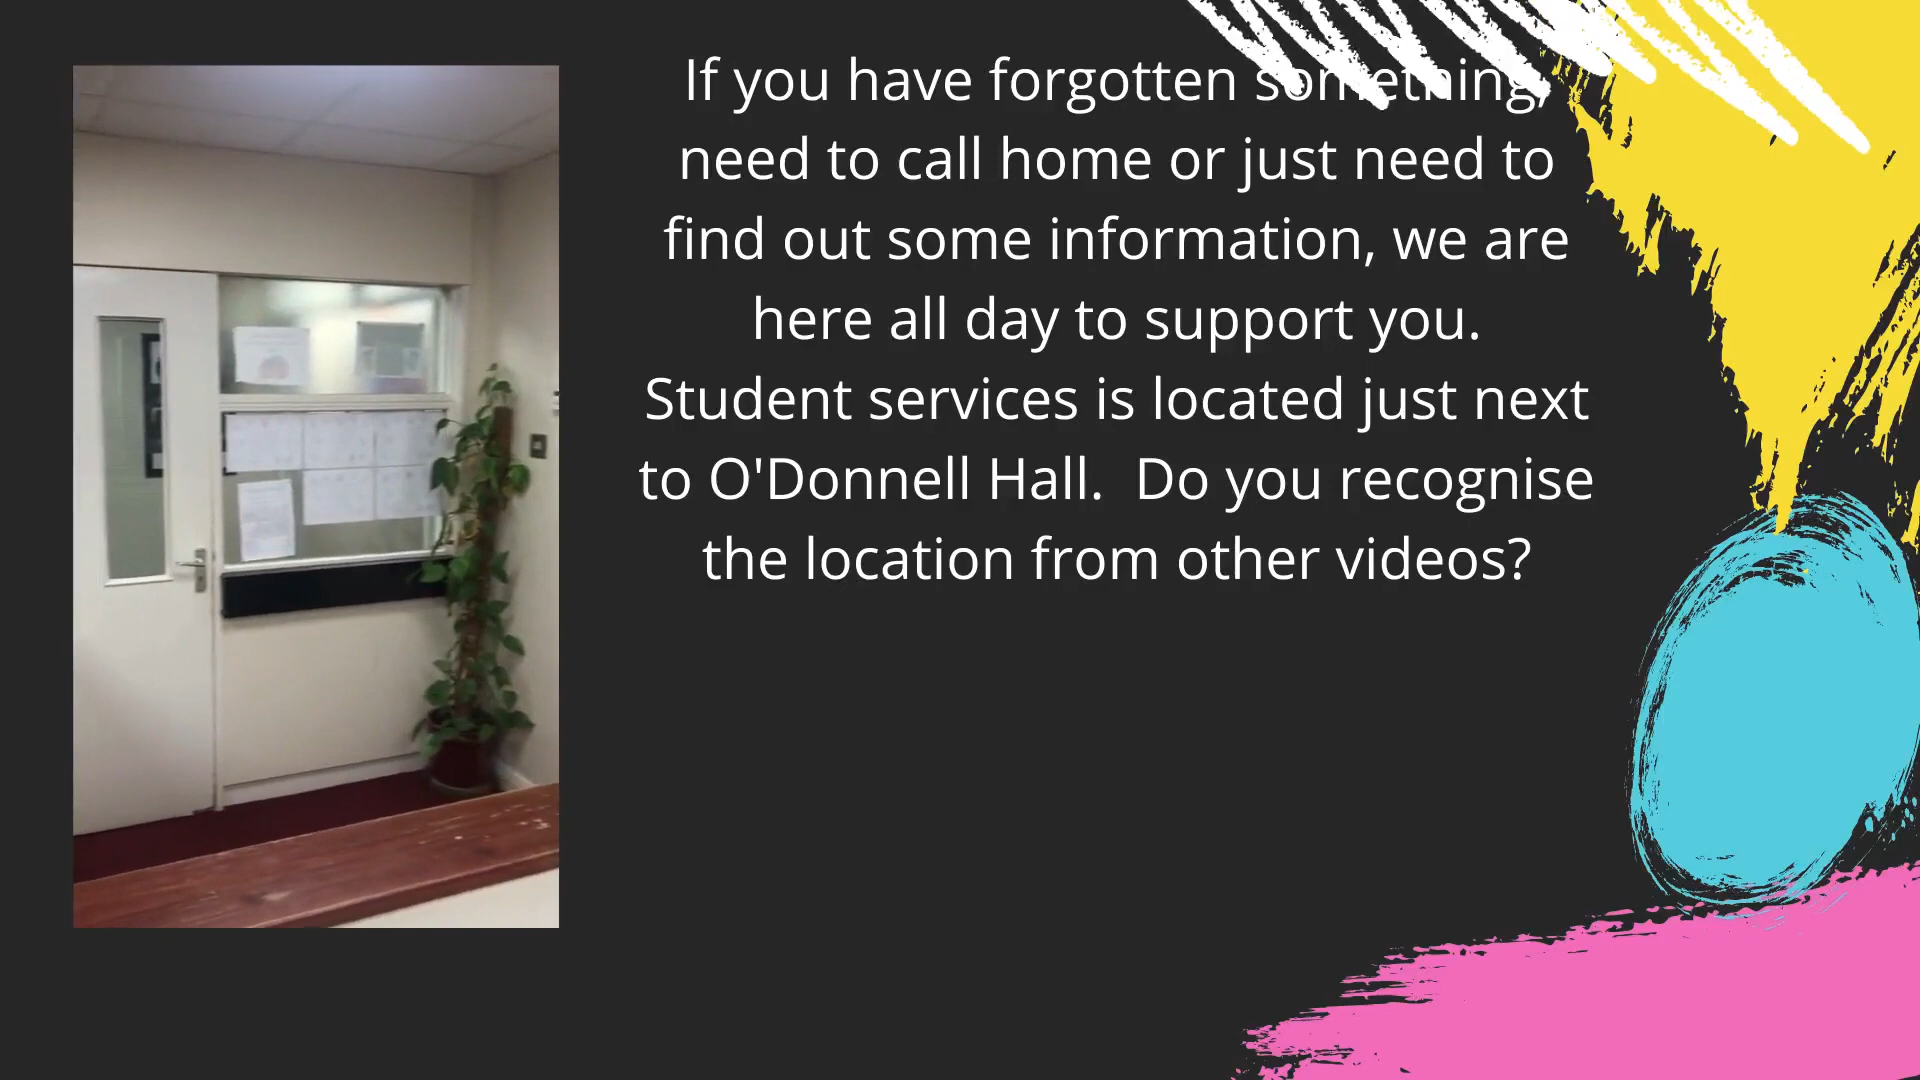 If you have forgotten something,
need to call home or just need to
find out some information, we are
here all day to support you.
Student services is located just next
to O'Donnell Hall.  Do you recognise
the location from other videos?